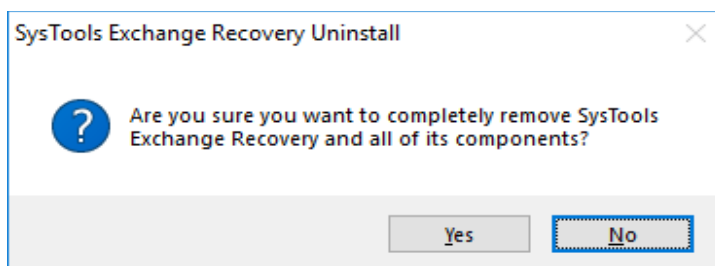 SysTools Exchange Recovery Uninstall
?
Are you sure you want to completely remove SysTools
Exchange Recovery and all of its components?
Yes
No